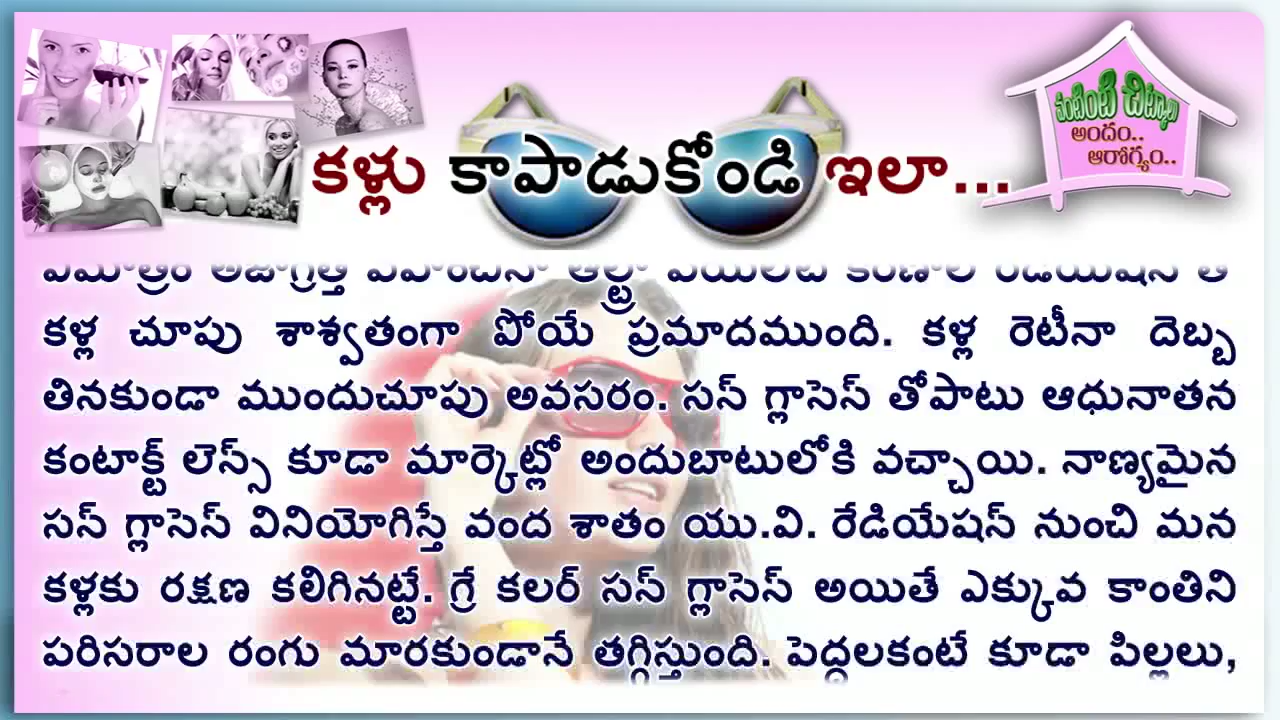 వంటింటి చిట్కాలు
అందం..
ఆరోగ్యం..
కళ్లు కాపాడుకోండి ఇలా...
కళ్ల చూపు శాశ్వతంగా పోయే ప్రమాదముంది. కళ్ల రెటీనా దెబ్బ
తినకుండా ముందుచూపు అవసరం. సన్ గ్లాసెస్ తోపాటు ఆధునాతన
కంటాక్ట్ లెన్స్ కూడా మార్కెట్లో అందుబాటులోకి వచ్చాయి. నాణ్యమైన
సన్ గ్లాసెస్ వినియోగిస్తే వంద శాతం యు.వి. రేడియేషన్ నుంచి మన
కళ్లకు రక్షణ కలిగినట్టే. గ్రే కలర్ సన్ గ్లాసెస్ అయితే ఎక్కువ కాంతిని
పరిసరాల రంగు మారకుండానే తగ్గిస్తుంది. పెద్దలకంటే కూడా పిల్లలు,